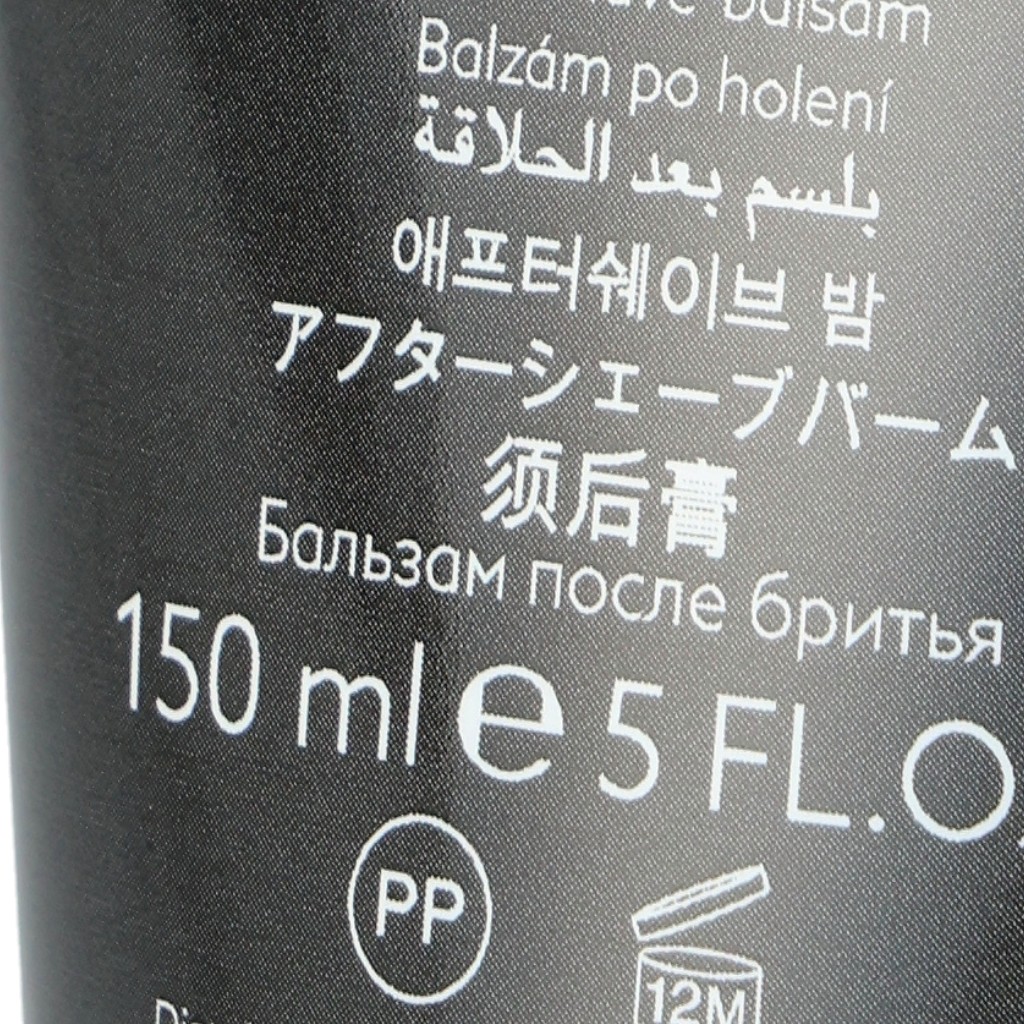 balsam
Balzám po holení
بلسم بعد الحلاقة
애프터쉐이브 밤
アフターシェーブバーム
须后膏
Бальзам после бритья
150 ml e 5 FL.O
PP
12M